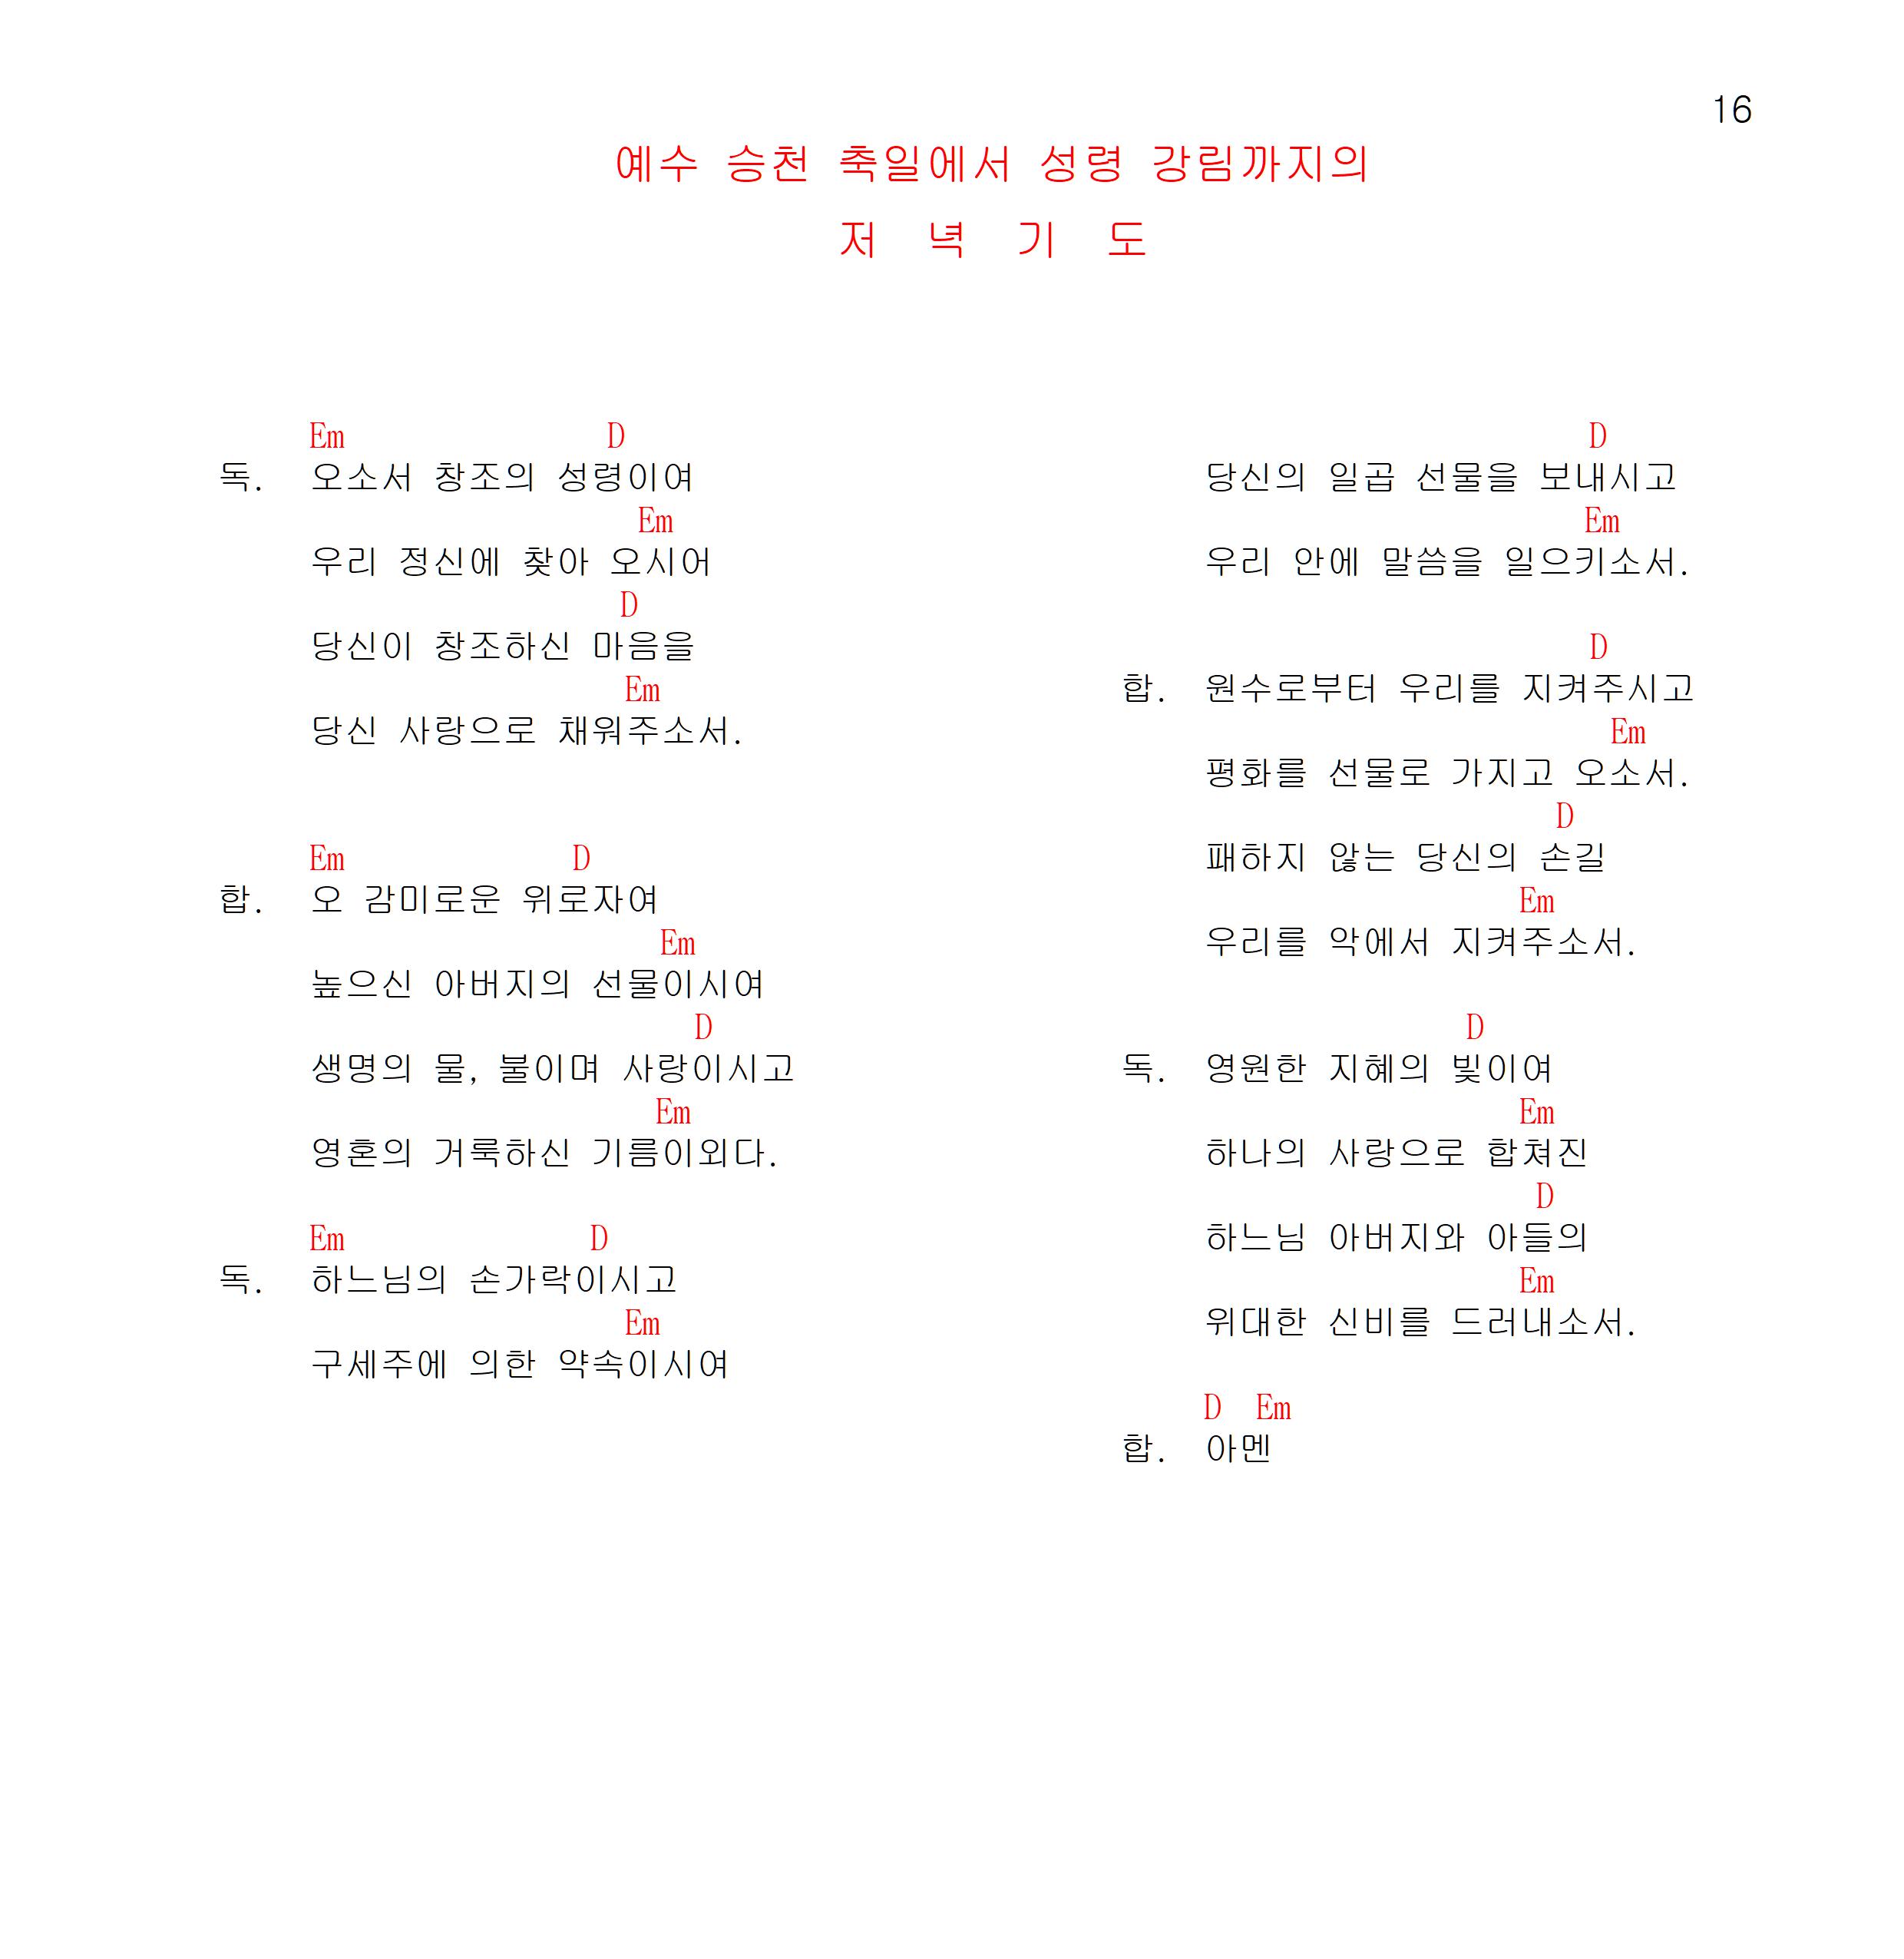 16
예수 승천 축일에서 성령 강림까지의
저 녁 기 도
Em D
독. 오소서 창조의 성령이여
Em
우리 정신에 찾아 오시어
D
당신이 창조하신 마음을
Em
당신 사랑으로 채워주소서.
Em D
합. 오 감미로운 위로자여
Em
높으신 아버지의 선물이시여
D
생명의 물, 불이며 사랑이시고
Em
영혼의 거룩하신 기름이외다.
Em D
독. 하느님의 손가락이시고
Em
구세주에 의한 약속이시여
D
당신의 일곱 선물을 보내시고
Em
우리 안에 말씀을 일으키소서.
D
합. 원수로부터 우리를 지켜주시고
Em
평화를 선물로 가지고 오소서.
D
패하지 않는 당신의 손길
Em
우리를 악에서 지켜주소서.
D
독. 영원한 지혜의 빛이여
Em
하나의 사랑으로 합쳐진
D
하느님 아버지와 아들의
Em
위대한 신비를 드러내소서.
D Em
합. 아멘